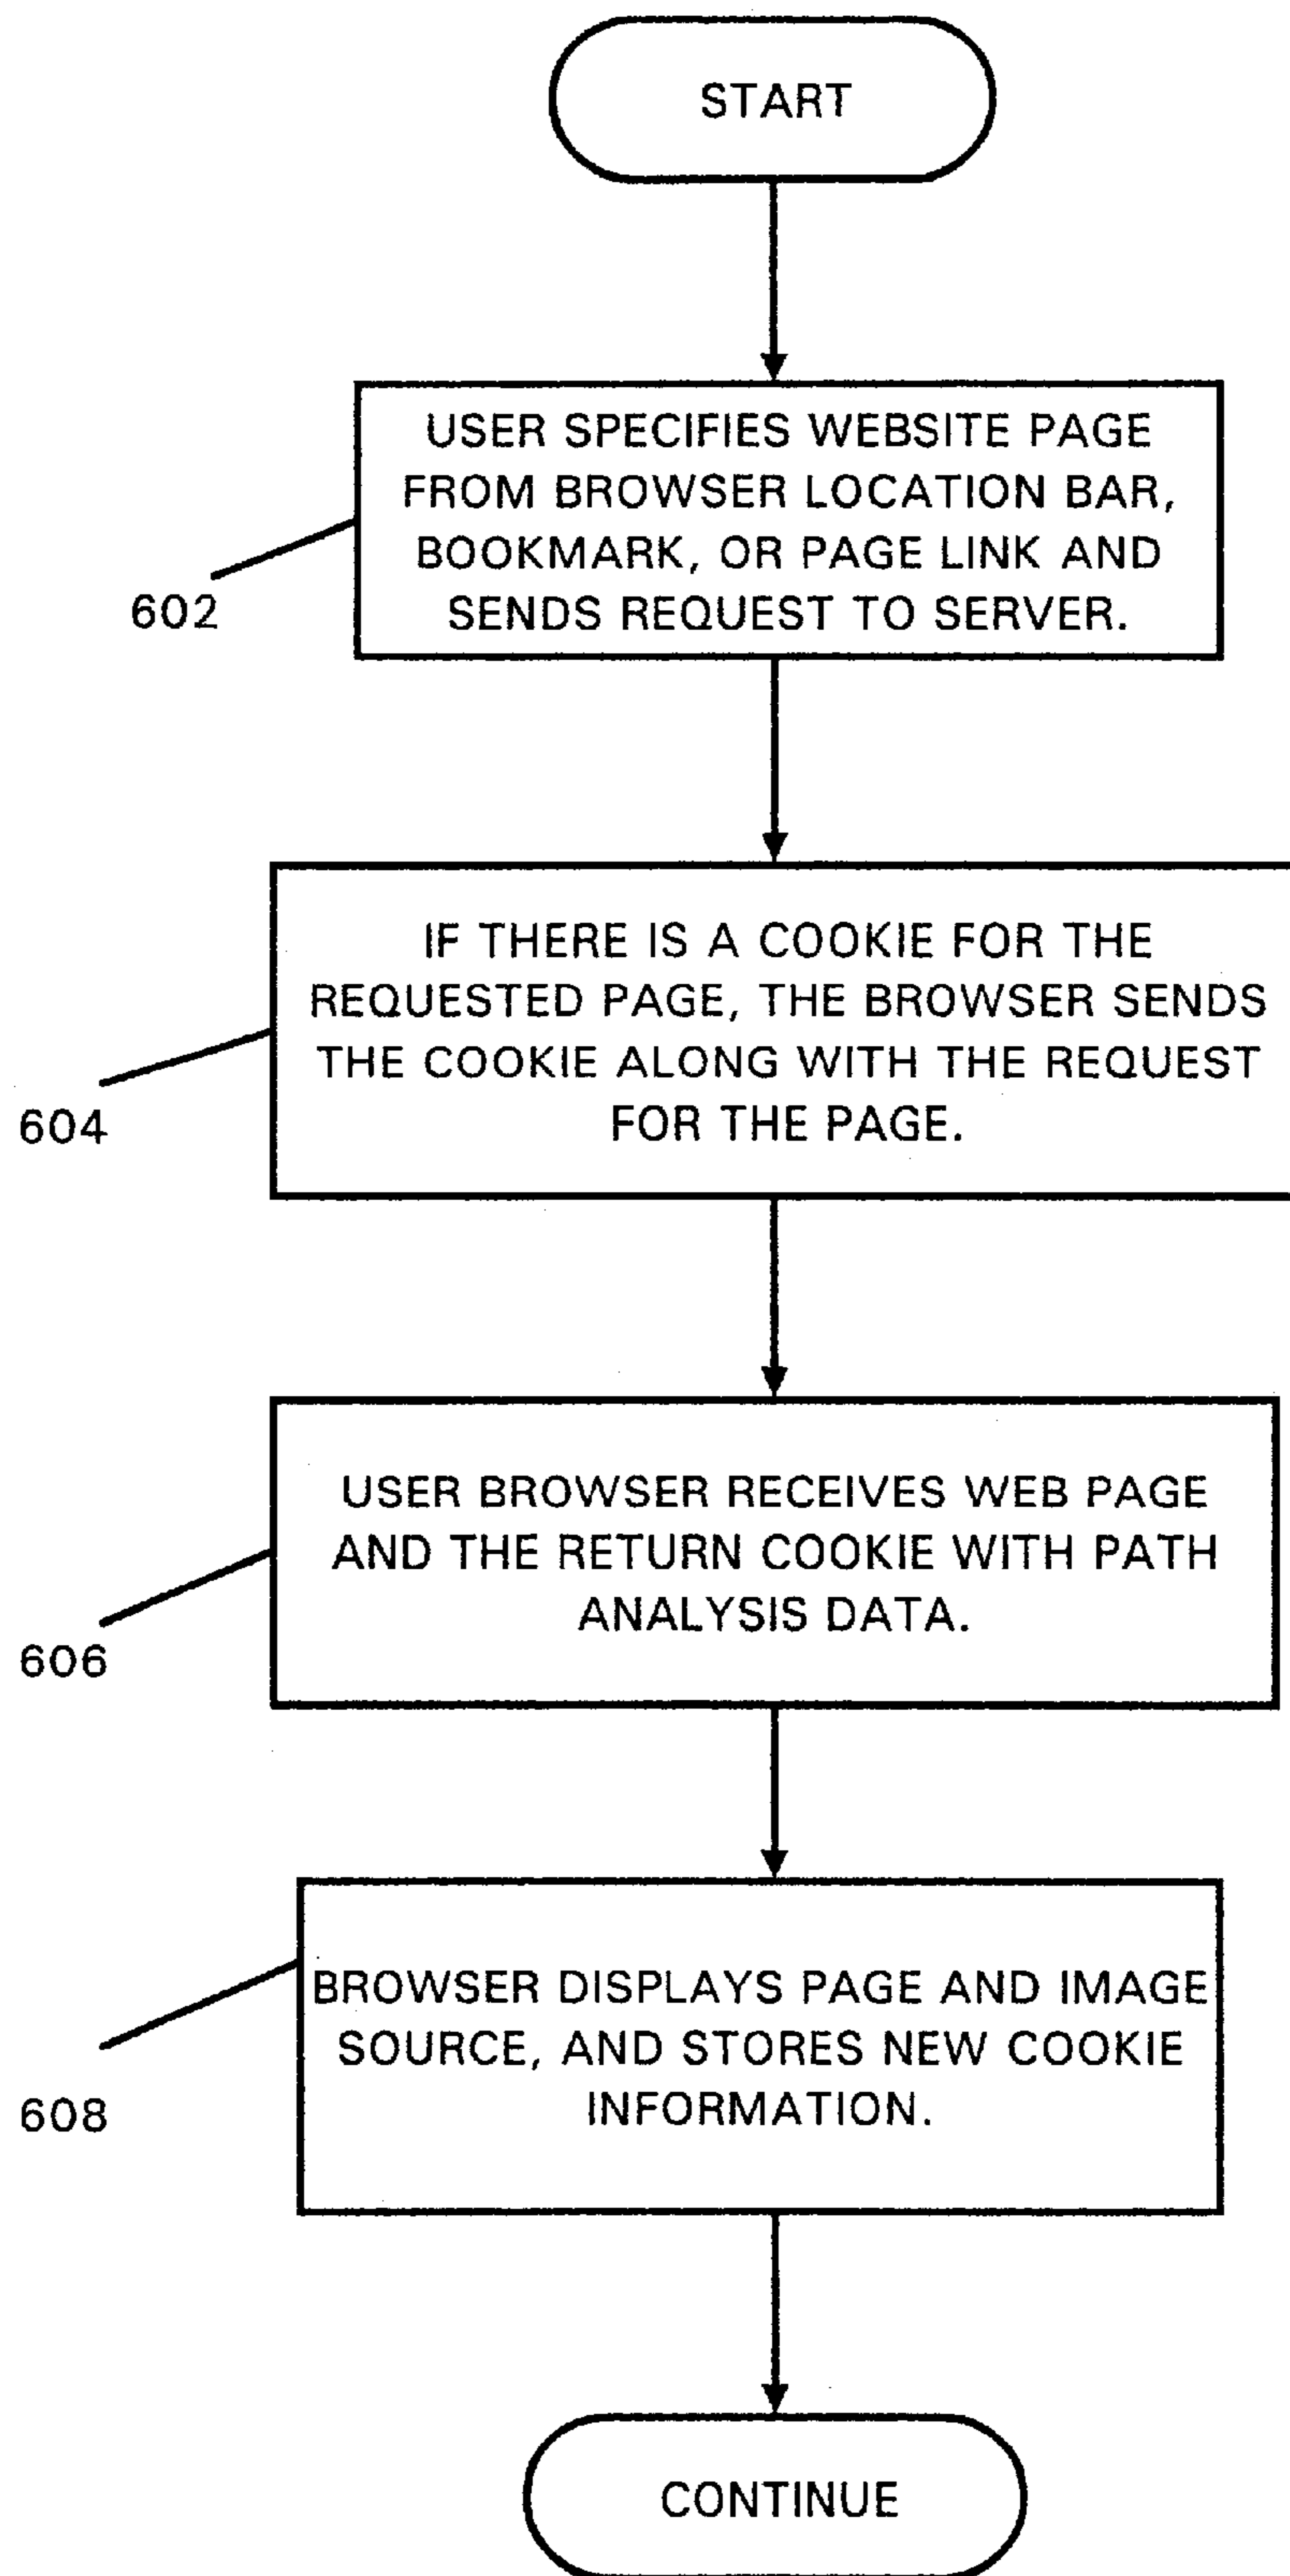 START
USER SPECIFIES WEBSITE PAGE
FROM BROWSER LOCATION BAR,
BOOKMARK, OR PAGE LINK AND
SENDS REQUEST TO SERVER.
602
IF THERE IS A COOKIE FOR THE
REQUESTED PAGE, THE BROWSER SENDS
THE COOKIE ALONG WITH THE REQUEST
FOR THE PAGE.
604
USER BROWSER RECEIVES WEB PAGE
AND THE RETURN COOKIE WITH PATH
ANALYSIS DATA.
606
BROWSER DISPLAYS PAGE AND IMAGE
SOURCE, AND STORES NEW COOKIE
INFORMATION.
608
CONTINUE